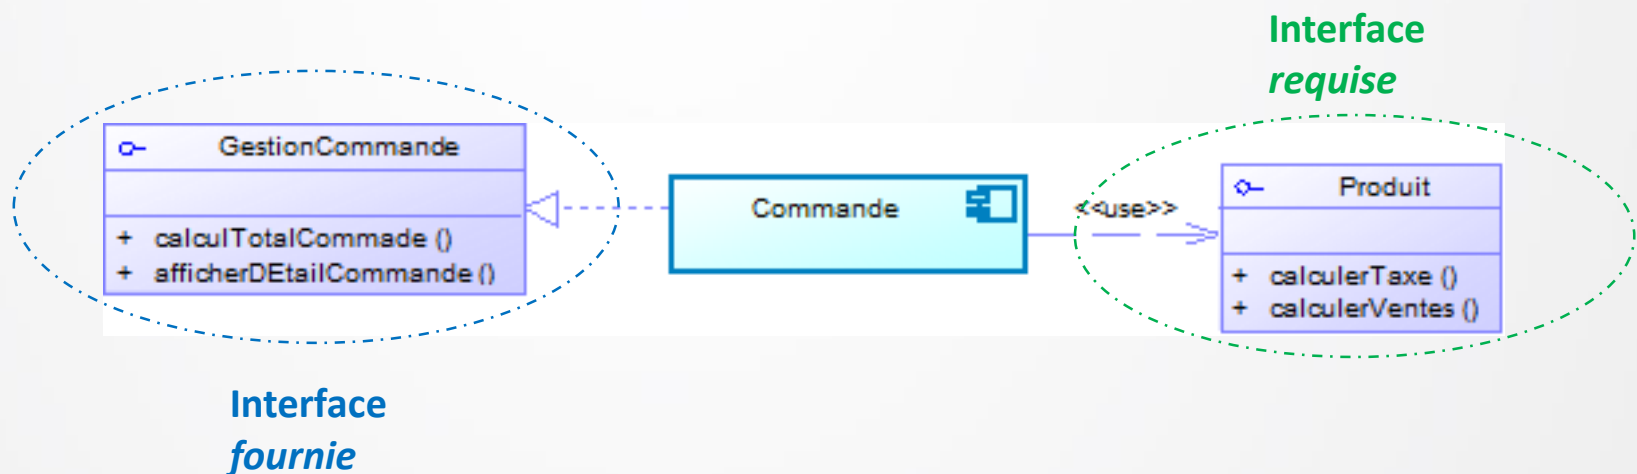 Interface
requise
GestionCommande
+ calculTotalCommade ()
+ afficherDEtailCommande ()
Commande
<<use>>
Produit
+ calculerTaxe ()
+ calculerVentes ()
Interface
fournie